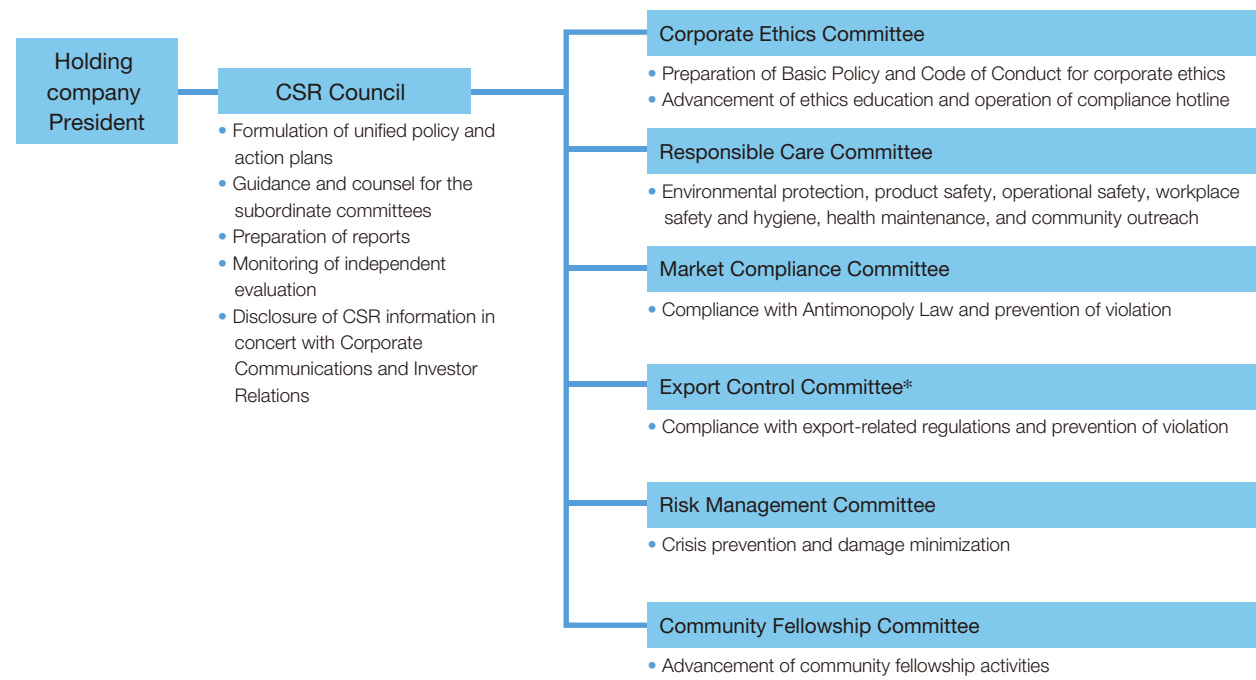 Holding
company
President
CSR Council
• Formulation of unified policy and
action plans
• Guidance and counsel for the
subordinate committees
• Preparation of reports
• Monitoring of independent
evaluation
• Disclosure of CSR information in
concert with Corporate
Communications and Investor
Relations
Corporate Ethics Committee
• Preparation of Basic Policy and Code of Conduct for corporate ethics
• Advancement of ethics education and operation of compliance hotline
Responsible Care Committee
• Environmental protection, product safety, operational safety, workplace
safety and hygiene, health maintenance, and community outreach
Market Compliance Committee
• Compliance with Antimonopoly Law and prevention of violation
Export Control Committee*
• Compliance with export-related regulations and prevention of violation
Risk Management Committee
• Crisis prevention and damage minimization
Community Fellowship Committee
• Advancement of community fellowship activities